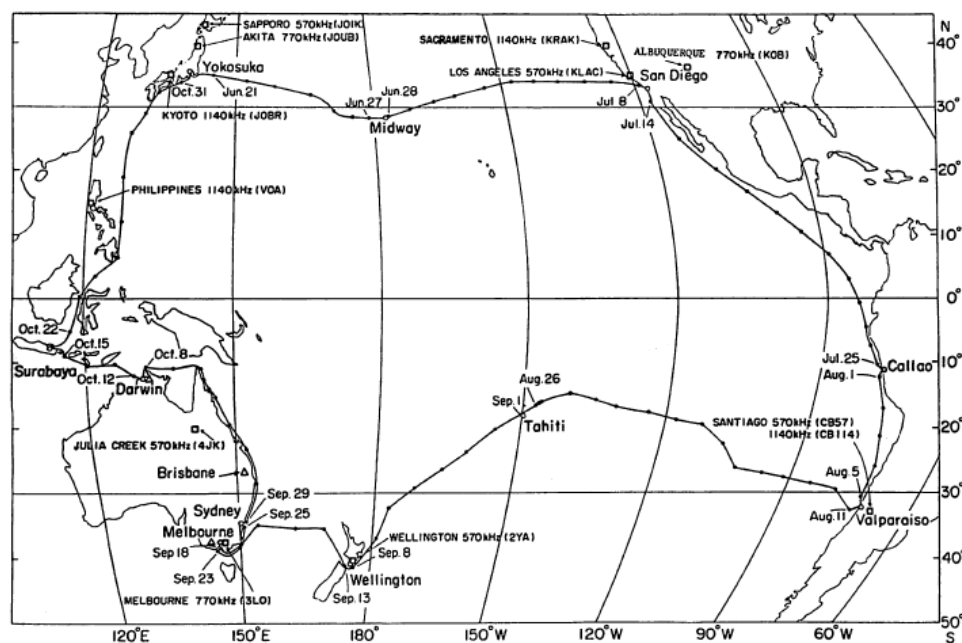 SAPPORO 570kHz(JOIK)
AKITA 770kHz(JOUB)
SACRAMENTO 1140kHz (KRAK)
ALBUQUERQUE 770kHz (KOB)
N
40°
Yokosuka
LOS ANGELES 570kHz(KLAC)
San Diego
Oct.31
Jun.21
Jun.27
Jun.28
Jul.8
KYOTO 1140kHz (JOBR)
Midway
Jul.14
30°
20°
PHILIPPINES 1140kHz(VOA)
10°
0°
Oct.22
Oct.15
Oct.8
Surabaya
Oct.12
Darwin
Jul.25
Callao
Aug.1
10°
Aug.26
Sep.1
Tahiti
SANTIAGO 570kHz(CB57)
1140kHz(CB114)
20°
JULIA CREEK 570kHz(4JK)
Brisbane
Aug.5
Sep.29
Sydney
Sep.25
30°
Aug.11
Valparaiso
Melbourne
Sep.18
WELLINGTON 570kHz(2YA)
Sep.8
Sep.23
Wellington
40°
MELBOURNE 770kHz(3LO)
Sep.13
50°
120°E
150°E
180°
150°W
120°W
90°W
60°W
S